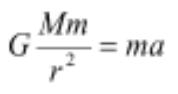 G Mm/r² = ma